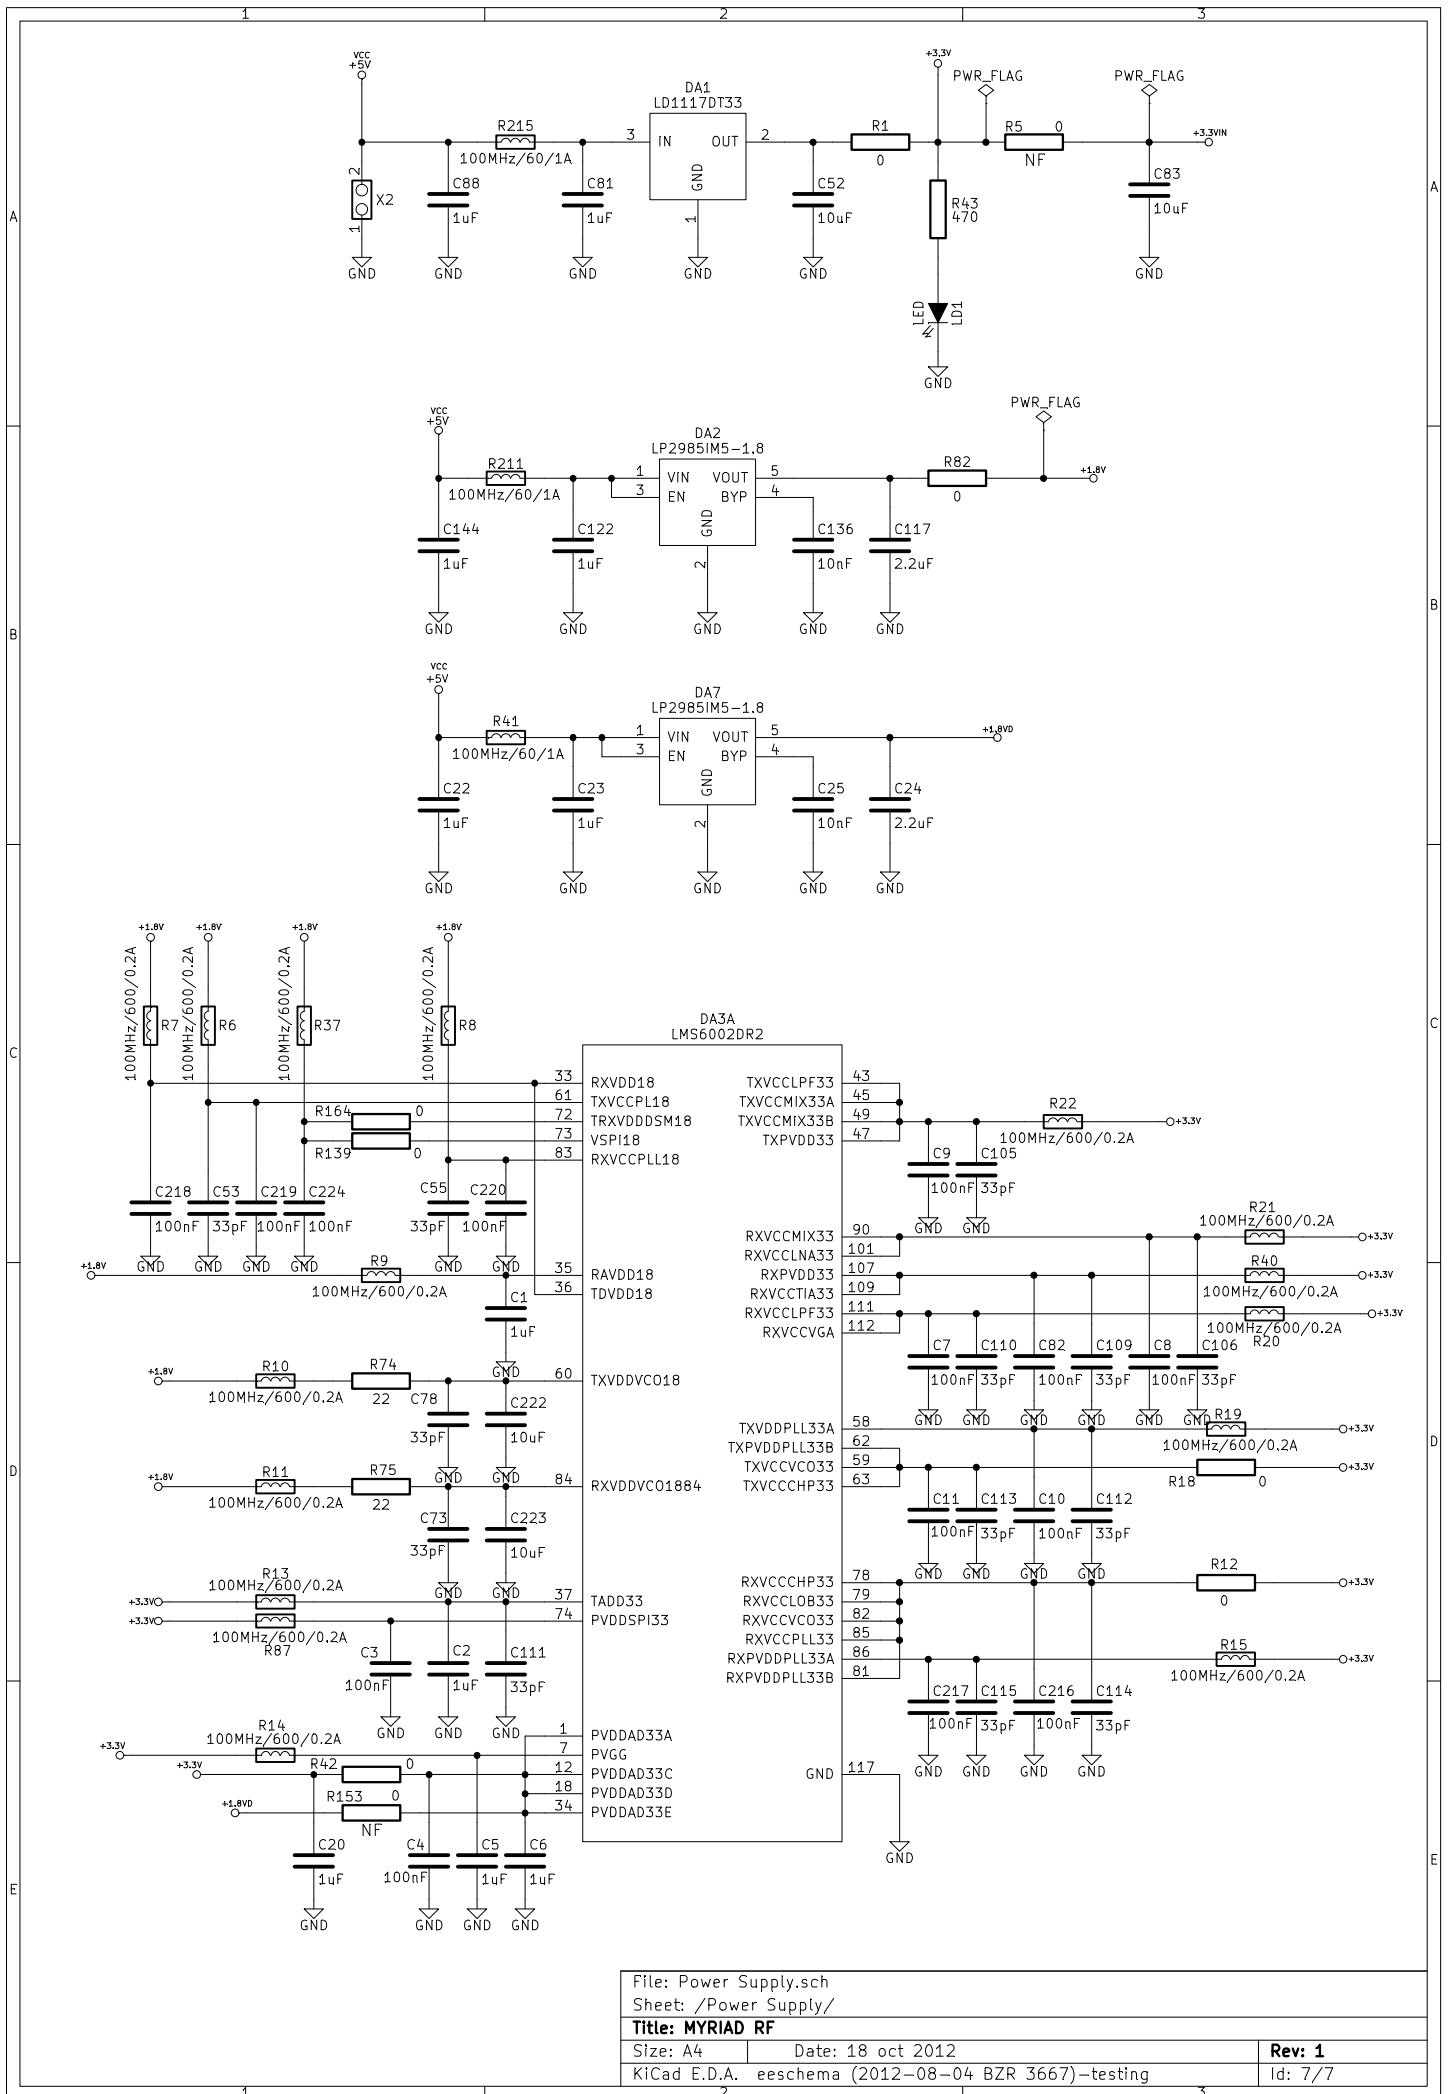 1 2 3
VCC
+5V
+3.3V
PWR_FLAG PWR_FLAG
DA1
LD1117DT33
R215
100MHz/60/1A
3 IN OUT 2
GND
1
R1
0
R5 0
NF
+3.3VIN
2
X2
1
C88
1uF
C81
1uF
C52
10uF
R43
470
C83
10uF
A A
GND GND GND GND GND GND
LED
LD1
GND
VCC
+5V
PWR_FLAG
DA2
LP2985IM5-1.8
R211
100MHz/60/1A
1 VIN VOUT 5
3 EN BYP 4
GND
2
R82
0
+1.8V
C144
1uF
C122
1uF
C136
10nF
C117
2.2uF
GND GND GND GND GND
B B
VCC
+5V
DA7
LP2985IM5-1.8
R41
100MHz/60/1A
1 VIN VOUT 5
3 EN BYP 4
GND
2
+1.8VD
C22
1uF
C23
1uF
C25
10nF
C24
2.2uF
GND GND GND GND GND
+1.8V +1.8V +1.8V +1.8V
100MHz/600/0.2A
R7
100MHz/600/0.2A
R6
100MHz/600/0.2A
R37
100MHz/600/0.2A
R8
C C
DA3A
LMS6002DR2
33 RXVDD18
61 TXVCCPL18
72 TRXVDDDSM18
73 VSPI18
83 RXVCCPLL18
R164 0
R139 0
TXVCCLPF33 43
TXVCCMIX33A 45
TXVCCMIX33B 49
TXPVDD33 47
R22
100MHz/600/0.2A
+3.3V
C9
100nF
C105
33pF
GND GND
C218
100nF
C53
33pF
C219
100nF
C224
100nF
C55
33pF
C220
100nF
GND GND GND GND GND GND
+1.8V
R9
100MHz/600/0.2A
35 RAVDD18
36 TDVDD18
C1
1uF
GND
RXVCCMIX33 90
RXVCCLNA33 101
RXPVDD33 107
RXVCCTIA33 109
RXVCCLPF33 111
RXVCCVGA 112
R21
100MHz/600/0.2A
+3.3V
R40
100MHz/600/0.2A
+3.3V
100MHz/600/0.2A
R20
+3.3V
C7
100nF
C110
33pF
C82
100nF
C109
33pF
C8
100nF
C106
33pF
GND GND GND GND GND GND
+1.8V
R10
100MHz/600/0.2A
R74
22
60 TXVDDVCO18
C78
33pF
C222
10uF
GND GND
D D
+1.8V
R11
100MHz/600/0.2A
R75
22
84 RXVDDVCO1884
C73
33pF
C223
10uF
GND GND
TXVDDPLL33A 58
TXPVDDPLL33B 62
TXVCCVCO33 59
TXVCCCHP33 63
R19
100MHz/600/0.2A
+3.3V
R18 0
+3.3V
C11
100nF
C113
33pF
C10
100nF
C112
33pF
GND GND GND GND
R13
100MHz/600/0.2A
+3.3V
+3.3V
100MHz/600/0.2A
R87
37 TADD33
74 PVDDSPI33
C3
100nF
C2
1uF
C111
33pF
GND GND GND
RXVCCCHP33 78
RXVCCLOB33 79
RXVCCVCO33 82
RXVCCPLL33 85
RXPVDDPLL33A 86
RXPVDDPLL33B 81
R12
0
+3.3V
R15
100MHz/600/0.2A
+3.3V
C217
100nF
C115
33pF
C216
100nF
C114
33pF
GND GND GND GND
R14
100MHz/600/0.2A
+3.3V
+3.3V
R42 0
+1.8VD
R153 0
NF
1 PVDDAD33A
7 PVGG
12 PVDDAD33C
18 PVDDAD33D
34 PVDDAD33E
GND 117
GND
C20
1uF
C4
100nF
C5
1uF
C6
1uF
GND GND GND GND
E E
File: Power Supply.sch
Sheet: /Power Supply/
Title: MYRIAD RF
Size: A4 Date: 18 oct 2012 Rev: 1
KiCad E.D.A. eeschema (2012-08-04 BZR 3667)-testing Id: 7/7
1 2 3